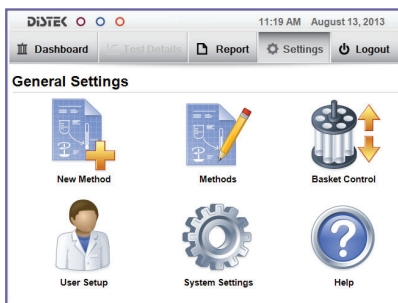 DISTEK 11:19 AM August 13, 2013
Dashboard Test Details Report Settings Logout
General Settings
New Method Methods Basket Control
User Setup System Settings Help